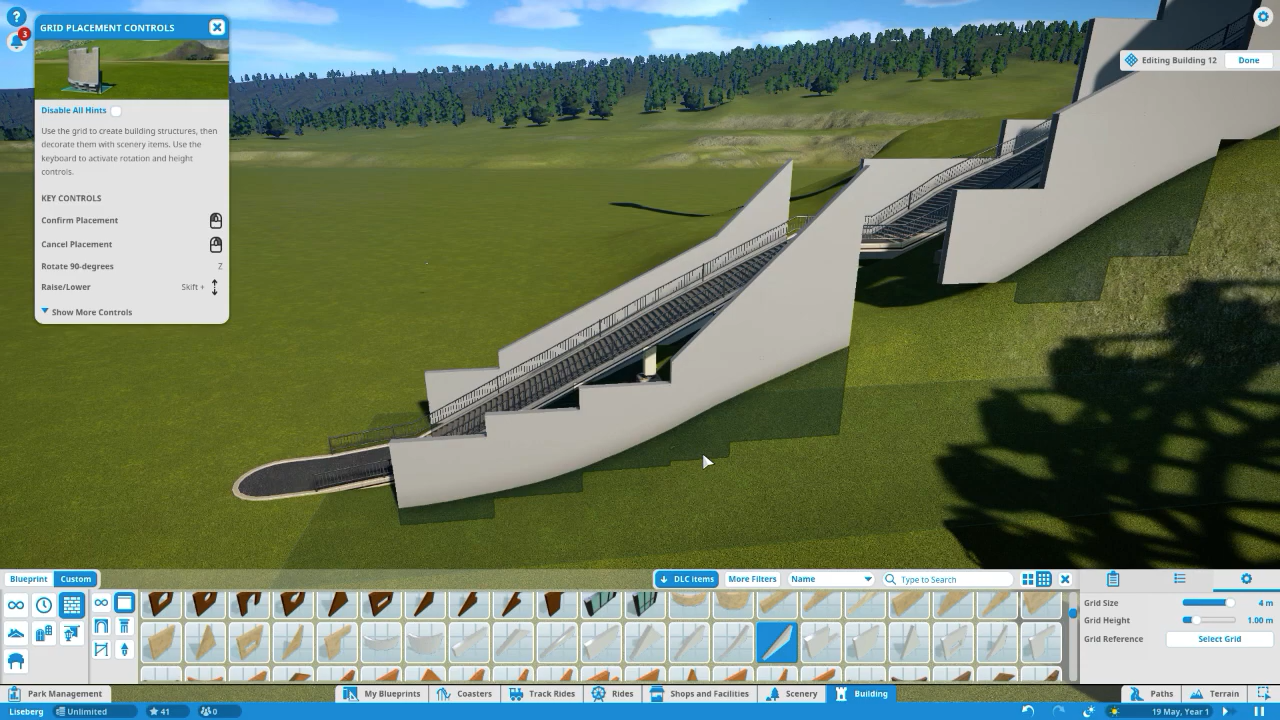 ?
3
GRID PLACEMENT CONTROLS
Disable All Hints
Use the grid to create building structures, then
decorate them with scenery items. Use the
keyboard to activate rotation and height
controls.
KEY CONTROLS
Confirm Placement
Cancel Placement
Rotate 90-degrees Z
Raise/Lower Skift +
Show More Controls
Editing Building 12 Done
Blueprint Custom DLC items More Filters Name Type to Search
Grid Size 4 m
Grid Height 1.00 m
Grid Reference Select Grid
Park Management My Blueprints Coasters Track Rides Rides Shops and Facilities Scenery Building Paths Terrain
Liseberg Unlimited 41 0 19 May, Year 1